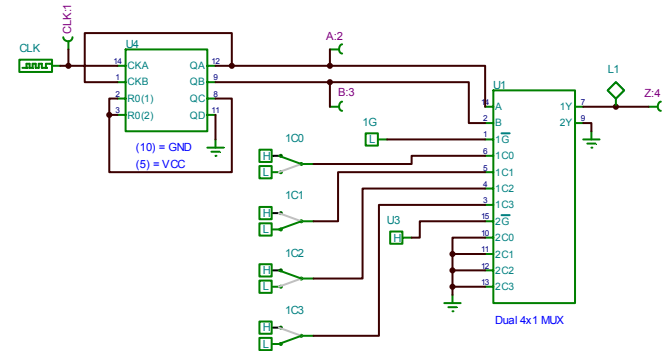 CLK
CLK:1
U4
14 CKA QA 12
1 CKB QB 9
2 R0(1) QC 8
3 R0(2) QD 11
(10) = GND
(5) = VCC
A:2
B:3
1G
L
1C0
H
L
1C1
H
L
1C2
H
L
1C3
H
L
U3
H
U1
14 A 1Y 7
2 B 2Y 9
1 1G
6 1C0
5 1C1
4 1C2
3 1C3
15 2G
10 2C0
11 2C1
12 2C2
13 2C3
Dual 4x1 MUX
L1
Z:4